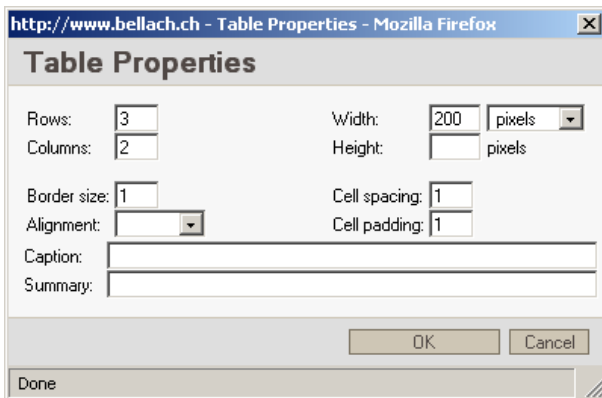 http://www.bellach.ch - Table Properties - Mozilla Firefox
Table Properties
Rows: 3 Width: 200 pixels
Columns: 2 Height: pixels
Border size: 1 Cell spacing: 1
Alignment: Cell padding: 1
Caption:
Summary:
OK Cancel
Done